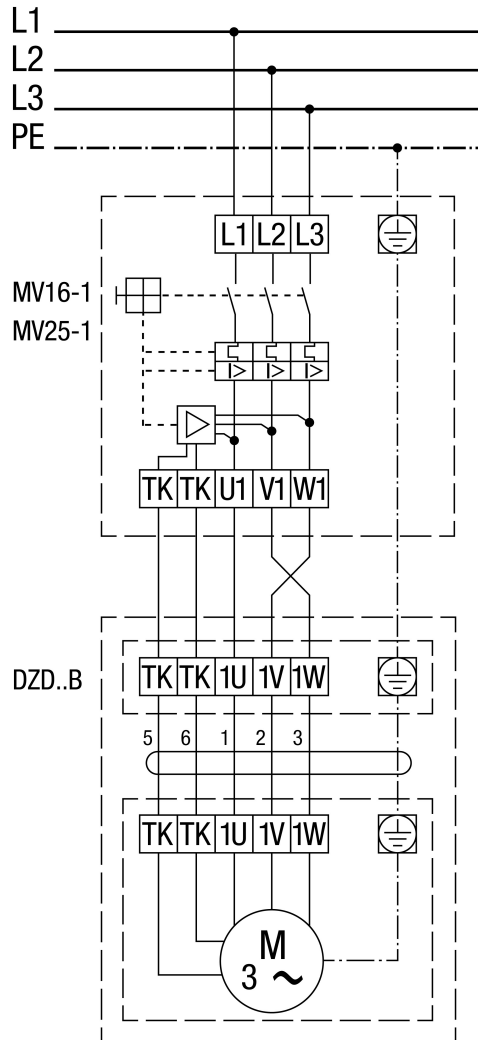 L1
L2
L3
PE
L1 L2 L3
MV16-1
MV25-1
I> I> I>
TK TK U1 V1 W1
DZD..B
TK TK 1U 1V 1W
5 6 1 2 3
TK TK 1U 1V 1W
M
3 ~